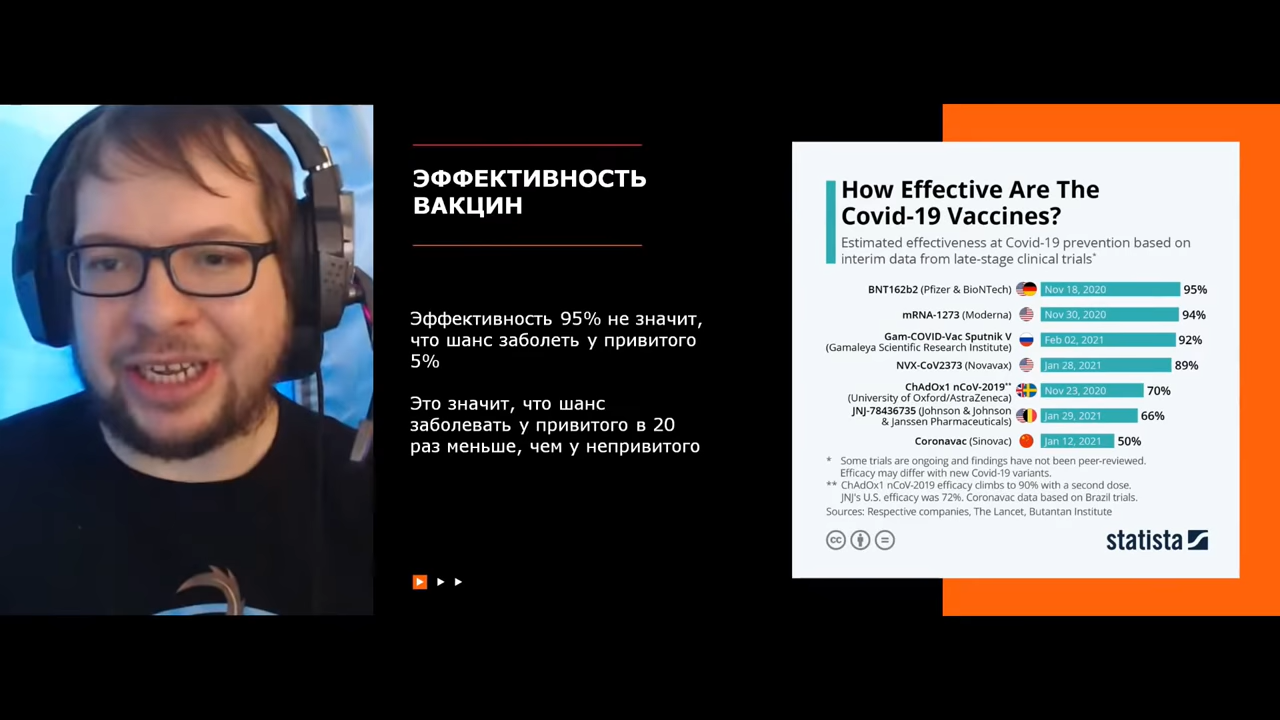 ЭФФЕКТИВНОСТЬ
ВАКЦИН
Эффективность 95% не значит,
что шанс заболеть у привитого
5%
Это значит, что шанс
заболевать у привитого в 20
раз меньше, чем у непривитого
How Effective Are The
Covid-19 Vaccines?
Estimated effectiveness at Covid-19 prevention based on
interim data from late-stage clinical trials*
BNT162b2 (Pfizer & BioNTech) Nov 18, 2020 95%
mRNA-1273 (Moderna) Nov 30, 2020 94%
Gam-COVID-Vac Sputnik V
(Gamaleya Scientific Research Institute) Feb 02, 2021 92%
NVX-CoV2373 (Novavax) Jan 28, 2021 89%
ChAdOx1 nCoV-2019**
(University of Oxford/AstraZeneca) Nov 23, 2020 70%
JNJ-78436735 (Johnson & Johnson
& Janssen Pharmaceuticals) Jan 29, 2021 66%
Coronavac (Sinovac) Jan 12, 2021 50%
* Some trials are ongoing and findings have not been peer-reviewed.
Efficacy may differ with new Covid-19 variants.
** ChAdOx1 nCoV-2019 efficacy climbs to 90% with a second dose.
JNJ's U.S. efficacy was 72%. Coronavac data based on Brazil trials.
Sources: Respective companies, The Lancet, Butantan Institute
cc
statista